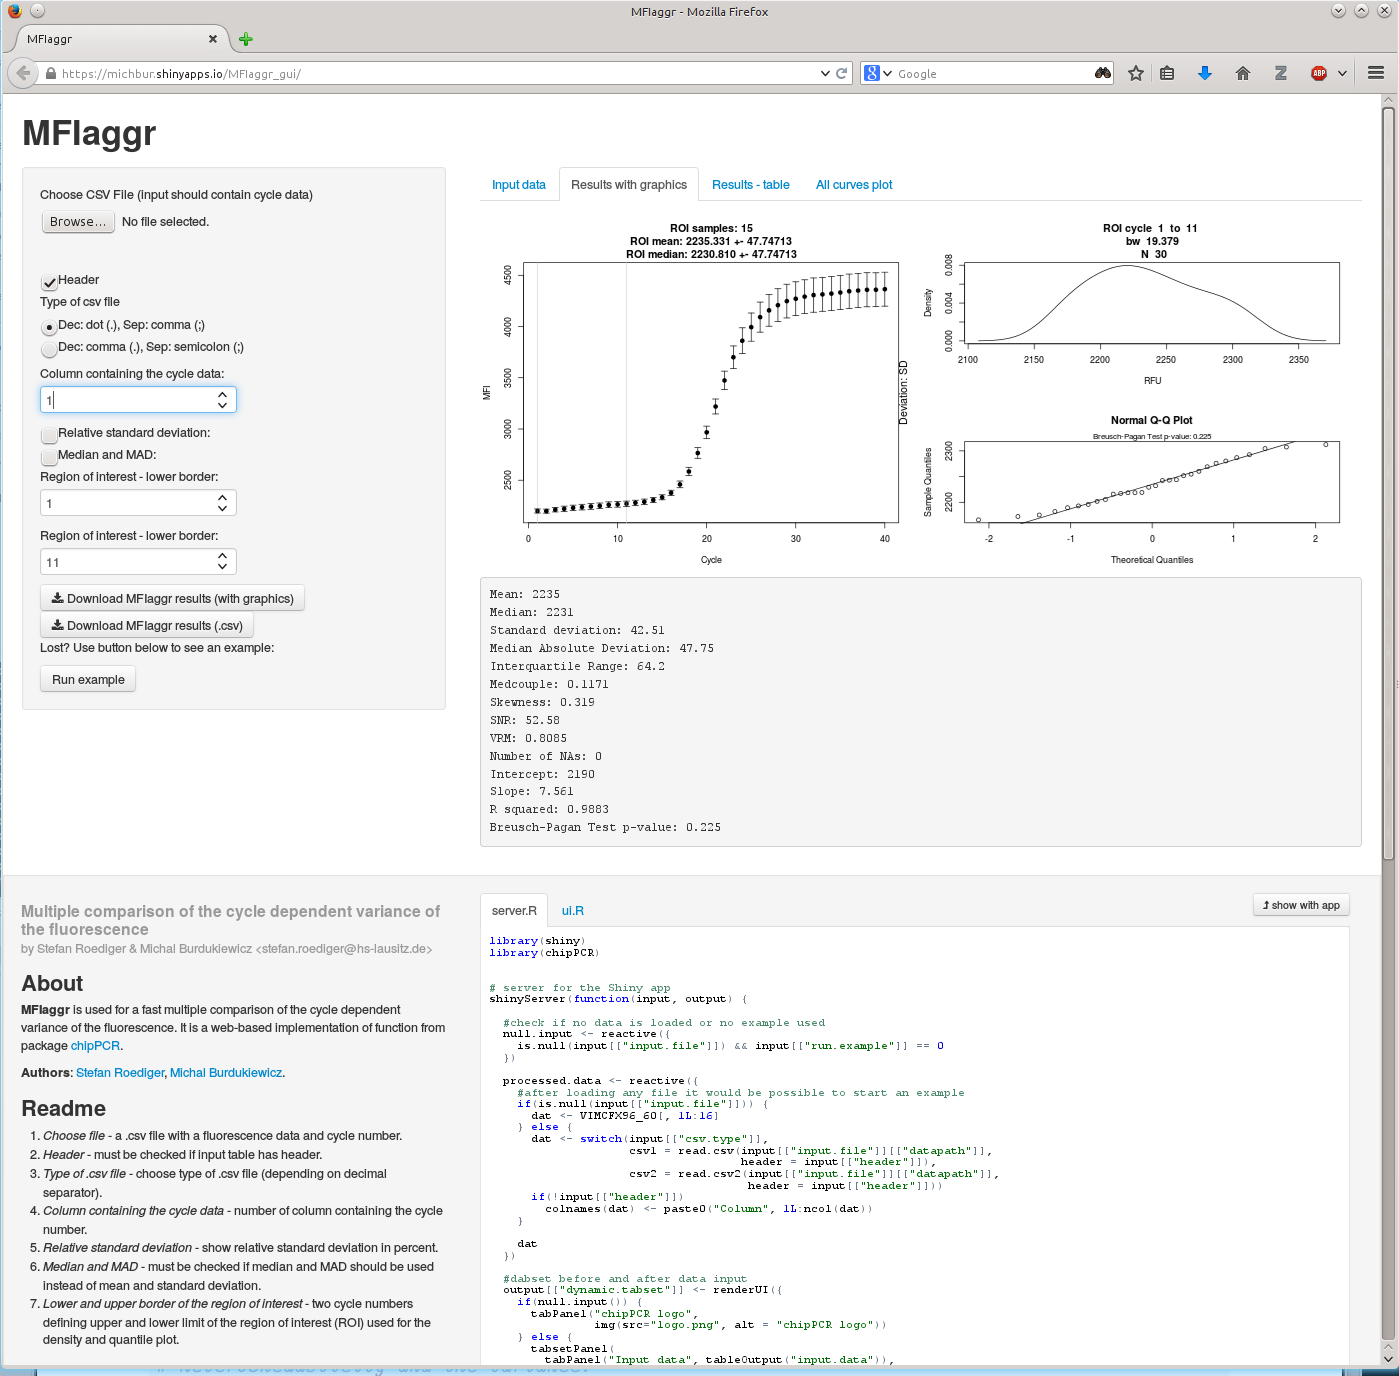 MFIaggr - Mozilla Firefox
MFIaggr
https://michbur.shinyapps.io/MFIaggr_gui/
Google
ABP
MFIaggr
Choose CSV File (input should contain cycle data)
Browse... No file selected.
Header
Type of csv file
Dec: dot (.), Sep: comma (;)
Dec: comma (.), Sep: semicolon (;)
Column containing the cycle data:
1
Relative standard deviation:
Median and MAD:
Region of interest - lower border:
1
Region of interest - lower border:
11
Download MFIaggr results (with graphics)
Download MFIaggr results (.csv)
Lost? Use button below to see an example:
Run example
Input data Results with graphics Results - table All curves plot
ROI samples: 15
ROI mean: 2235.331 +- 47.74713
ROI median: 2230.810 +- 47.74713
MFI
2500 3000 3500 4000 4500
0 10 20 30 40
Cycle
Deviation: SD
ROI cycle 1 to 11
bw 19.379
N 30
Density
0.000 0.004 0.008
2100 2150 2200 2250 2300 2350
RFU
Normal Q-Q Plot
Breusch-Pagan Test p-value: 0.225
Sample Quantiles
2200 2300
-2 -1 0 1 2
Theoretical Quantiles
Mean: 2235
Median: 2231
Standard deviation: 42.51
Median Absolute Deviation: 47.75
Interquartile Range: 64.2
Medcouple: 0.1171
Skewness: 0.319
SNR: 52.58
VRM: 0.8085
Number of NAs: 0
Intercept: 2190
Slope: 7.561
R squared: 0.9883
Breusch-Pagan Test p-value: 0.225
Multiple comparison of the cycle dependent variance of
the fluorescence
by Stefan Roediger & Michal Burdukiewicz <stefan.roediger@hs-lausitz.de>
About
MFIaggr is used for a fast multiple comparison of the cycle dependent
variance of the fluorescence. It is a web-based implementation of function from
package chipPCR.
Authors: Stefan Roediger, Michal Burdukiewicz.
Readme
1. Choose file - a .csv file with a fluorescence data and cycle number.
2. Header - must be checked if input table has header.
3. Type of .csv file - choose type of .csv file (depending on decimal
separator).
4. Column containing the cycle data - number of column containing the cycle
number.
5. Relative standard deviation - show relative standard deviation in percent.
6. Median and MAD - must be checked if median and MAD should be used
instead of mean and standard deviation.
7. Lower and upper border of the region of interest - two cycle numbers
defining upper and lower limit of the region of interest (ROI) used for the
density and quantile plot.
server.R ui.R
show with app
library(shiny)
library(chipPCR)
# server for the Shiny app
shinyServer(function(input, output) {
#check if no data is loaded or no example used
null.input <- reactive({
is.null(input[["input.file"]]) && input[["run.example"]] == 0
})
processed.data <- reactive({
#after loading any file it would be possible to start an example
if(is.null(input[["input.file"]])) {
dat <- VIMCFX96_60[, 1L:16]
} else {
dat <- switch(input[["csv.type"]],
csv1 = read.csv(input[["input.file"]][["datapath"]],
header = input[["header"]]),
csv2 = read.csv2(input[["input.file"]][["datapath"]],
header = input[["header"]]))
if(!input[["header"]])
colnames(dat) <- paste0("Column", 1L:ncol(dat))
}
dat
})
#dabset before and after data input
output[["dynamic.tabset"]] <- renderUI({
if(null.input()) {
tabPanel("chipPCR logo",
img(src="logo.png", alt = "chipPCR logo"))
} else {
tabsetPanel(
tabPanel("Input data", tableOutput("input.data")),